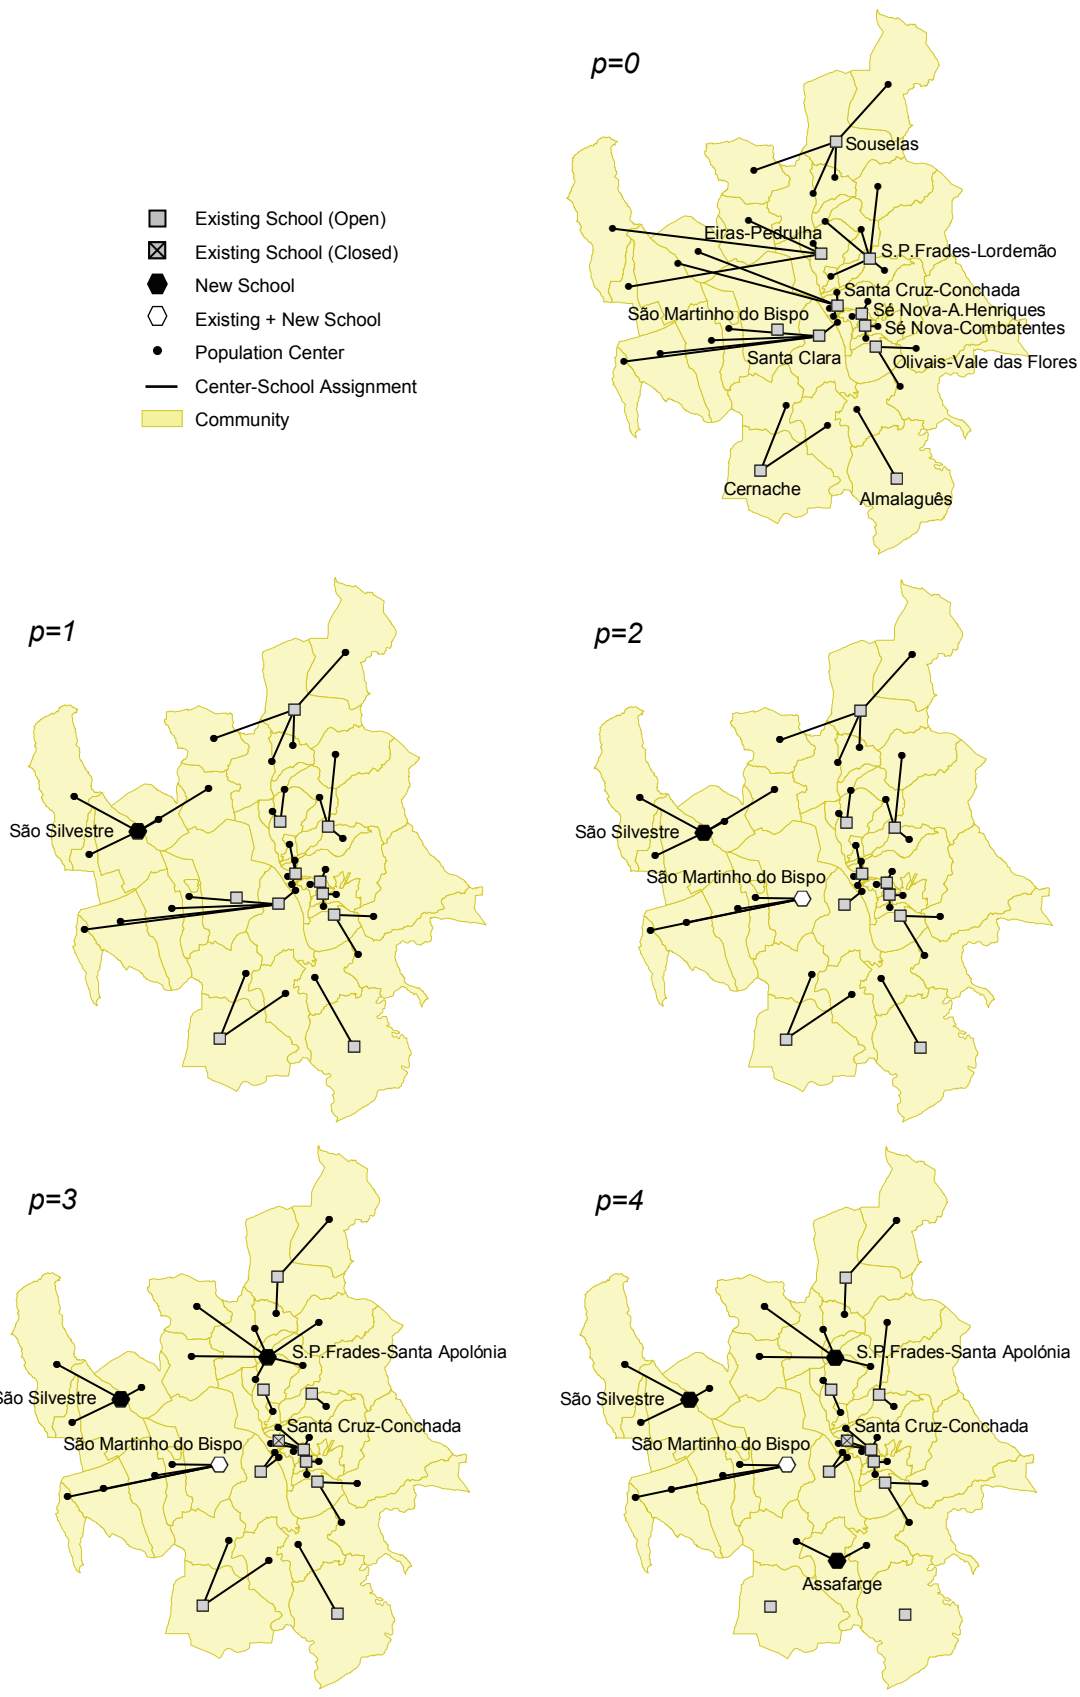 p=0
Souselas
Existing School (Open)
Existing School (Closed)
New School
Existing + New School
Population Center
Center-School Assignment
Community
Eiras-Pedrulha
S.P.Frades-Lordemão
Santa Cruz-Conchada
São Martinho do Bispo
Sé Nova-A.Henriques
Sé Nova-Combatentes
Santa Clara
Olivais-Vale das Flores
Cernache
Almalaguês
p=1
São Silvestre
p=2
São Silvestre
São Martinho do Bispo
p=3
S.P.Frades-Santa Apolónia
São Silvestre
Santa Cruz-Conchada
São Martinho do Bispo
p=4
S.P.Frades-Santa Apolónia
São Silvestre
Santa Cruz-Conchada
São Martinho do Bispo
Assafarge